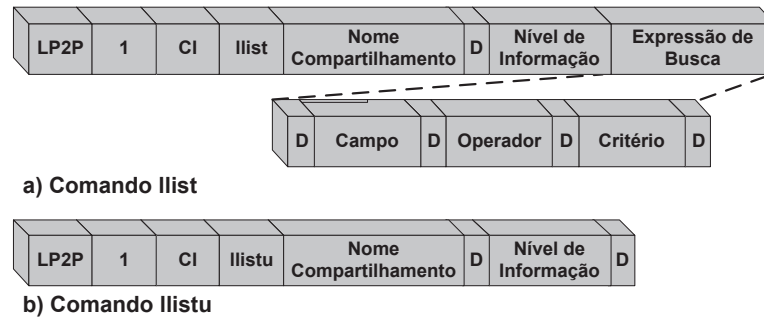 LP2P 1 CI llist Nome Compartilhamento D Nível de Informação Expressão de Busca
D Campo D Operador D Critério D
a) Comando llist
LP2P 1 CI llistu Nome Compartilhamento D Nível de Informação D
b) Comando llistu